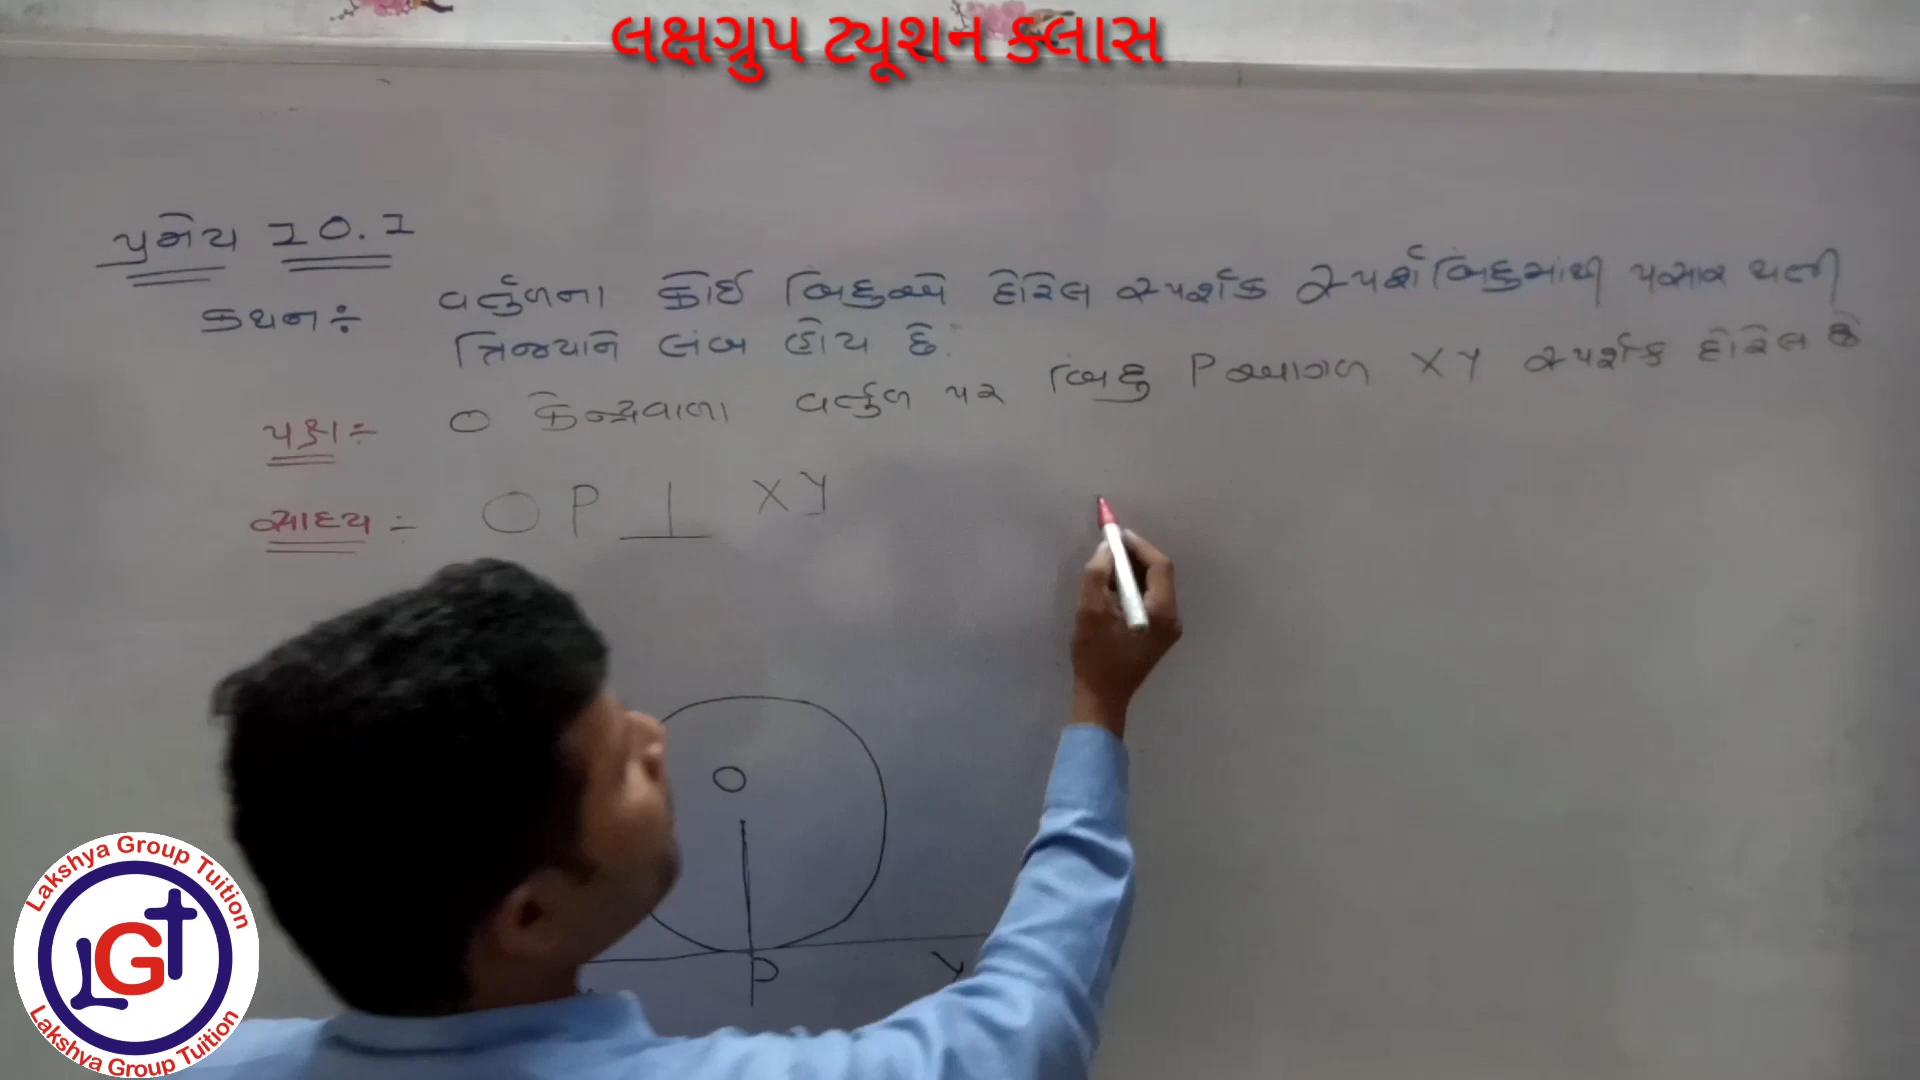 લક્ષગ્રુપ ટ્યૂશન ક્લાસ
પ્રમેય 10.1
કથન ÷ વર્તુળના કોઈ બિંદુએ દોરેલ સ્પર્શક સ્પર્શબિંદુમાંથી પસાર થતી
ત્રિજ્યાને લંબ હોય છે.
પક્ષ ÷ O કેન્દ્રવાળા વર્તુળ પર બિંદુ P આગળ XY સ્પર્શક દોરેલ છે
સાધ્ય ÷ OP ⊥ XY
O
P
Y
Lakshya Group Tuition
LGT
Lakshya Group Tuition